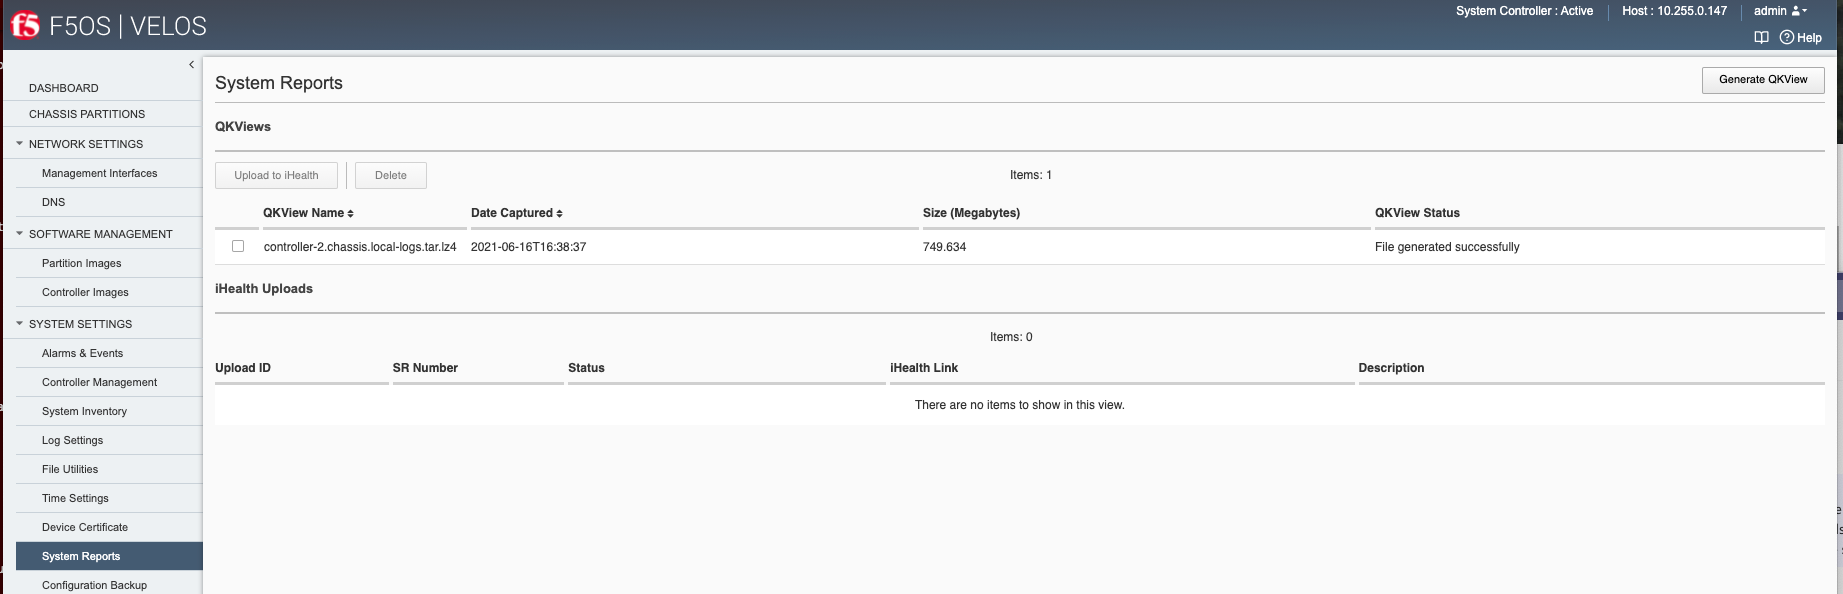 f5 F5OS | VELOS
System Controller : Active
Host : 10.255.0.147
admin
Help
DASHBOARD
CHASSIS PARTITIONS
NETWORK SETTINGS
Management Interfaces
DNS
SOFTWARE MANAGEMENT
Partition Images
Controller Images
SYSTEM SETTINGS
Alarms & Events
Controller Management
System Inventory
Log Settings
File Utilities
Time Settings
Device Certificate
System Reports
Configuration Backup
System Reports
Generate QKView
QKViews
Upload to iHealth
Delete
Items: 1
QKView Name Date Captured Size (Megabytes) QKView Status
controller-2.chassis.local-logs.tar.lz4 2021-06-16T16:38:37 749.634 File generated successfully
iHealth Uploads
Items: 0
Upload ID SR Number Status iHealth Link Description
There are no items to show in this view.